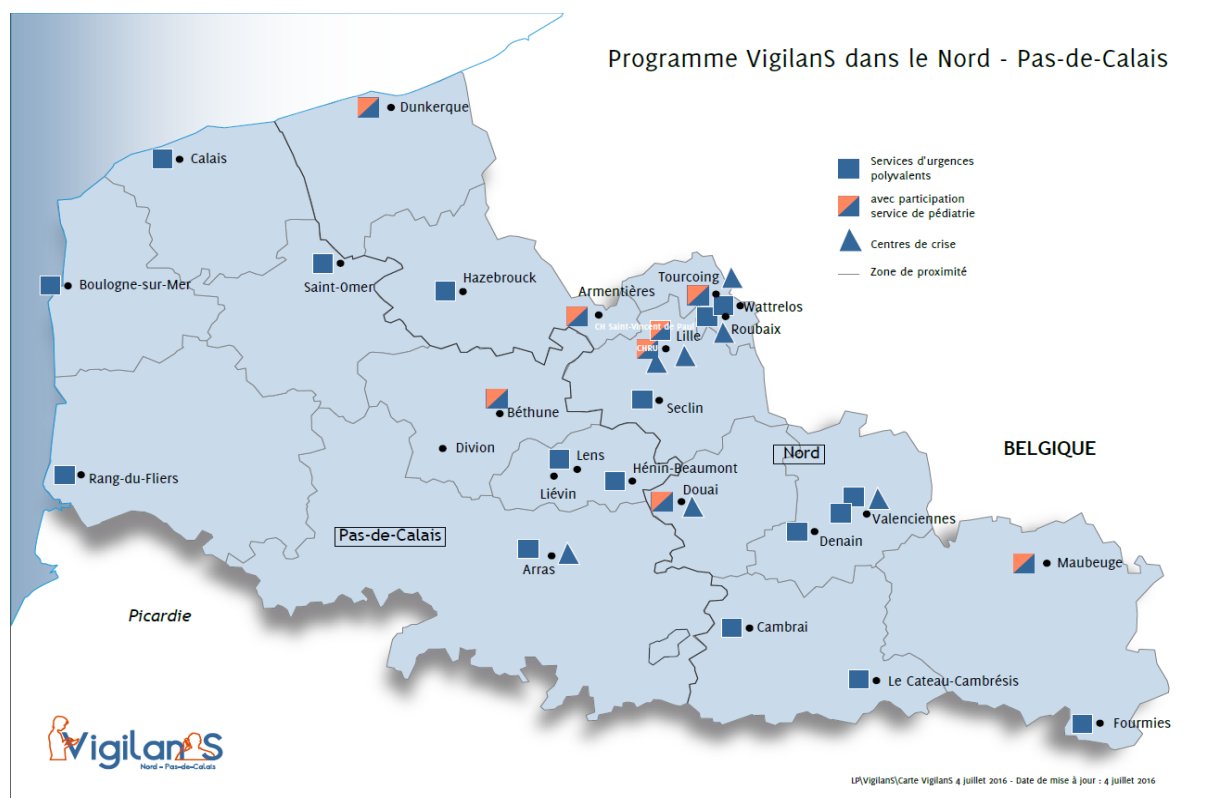 Programme VigilanS dans le Nord - Pas-de-Calais
Dunkerque
Calais
Services d'urgences
polyvalents
avec participation
service de pédiatrie
Centres de crise
Zone de proximité
Saint-Omer
Hazebrouck
Boulogne-sur-Mer
Armentières
Tourcoing
Wattrelos
CH Saint-Vincent de Paul
Roubaix
Lille
CHRU
Seclin
Béthune
Divion
Lens
Liévin
Hénin-Beaumont
Nord
BELGIQUE
Rang-du-Fliers
Douai
Valenciennes
Denain
Pas-de-Calais
Arras
Maubeuge
Picardie
Cambrai
Le Cateau-Cambrésis
Fourmies
VigilanS
Nord - Pas-de-Calais
LP\VigilanS\Carte VigilanS 4 juillet 2016 - Date de mise à jour : 4 juillet 2016